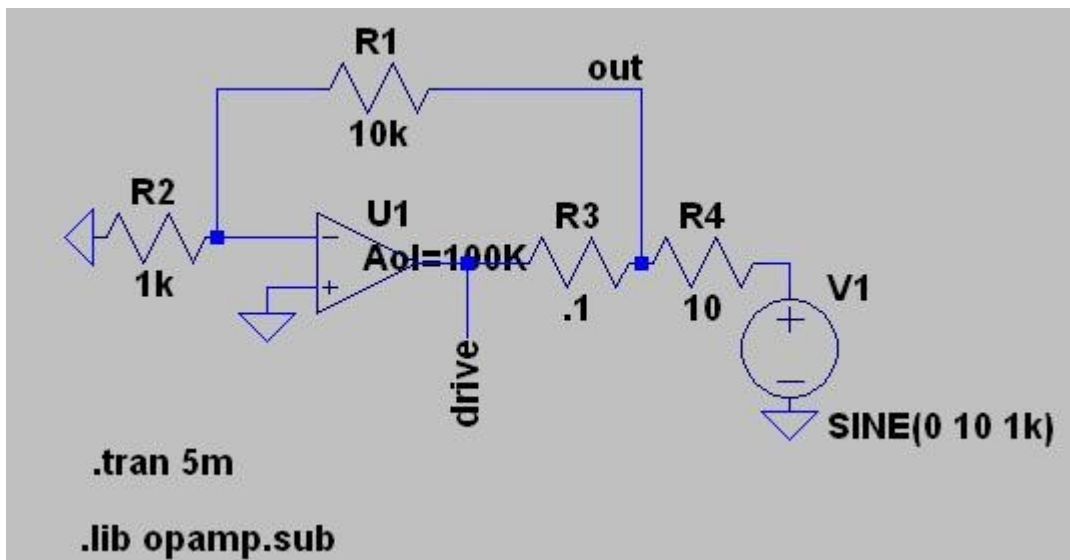 R1
out
10k
R2
U1
R3
R4
Aol=100K
1k
.1
10
V1
drive
SINE(0 10 1k)
.tran 5m
.lib opamp.sub